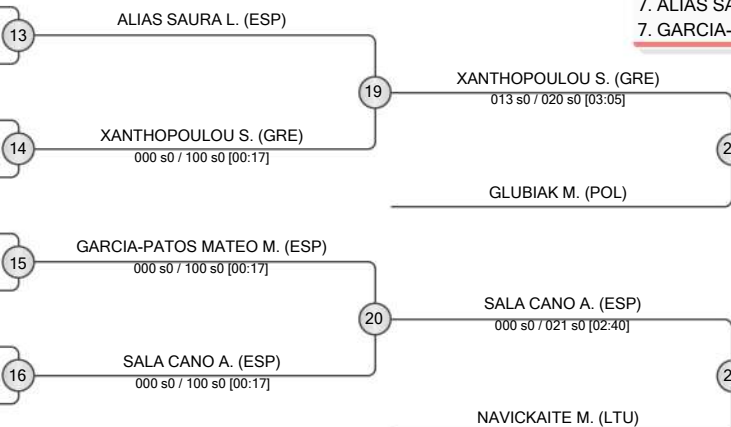 7. ALIAS SA
7. GARCIA-
13
ALIAS SAURA L. (ESP)
19
XANTHOPOULOU S. (GRE)
013 s0 / 020 s0 [03:05]
14
XANTHOPOULOU S. (GRE)
000 s0 / 100 s0 [00:17]
2
GLUBIAK M. (POL)
15
GARCIA-PATOS MATEO M. (ESP)
000 s0 / 100 s0 [00:17]
20
SALA CANO A. (ESP)
000 s0 / 021 s0 [02:40]
16
SALA CANO A. (ESP)
000 s0 / 100 s0 [00:17]
2
NAVICKAITE M. (LTU)